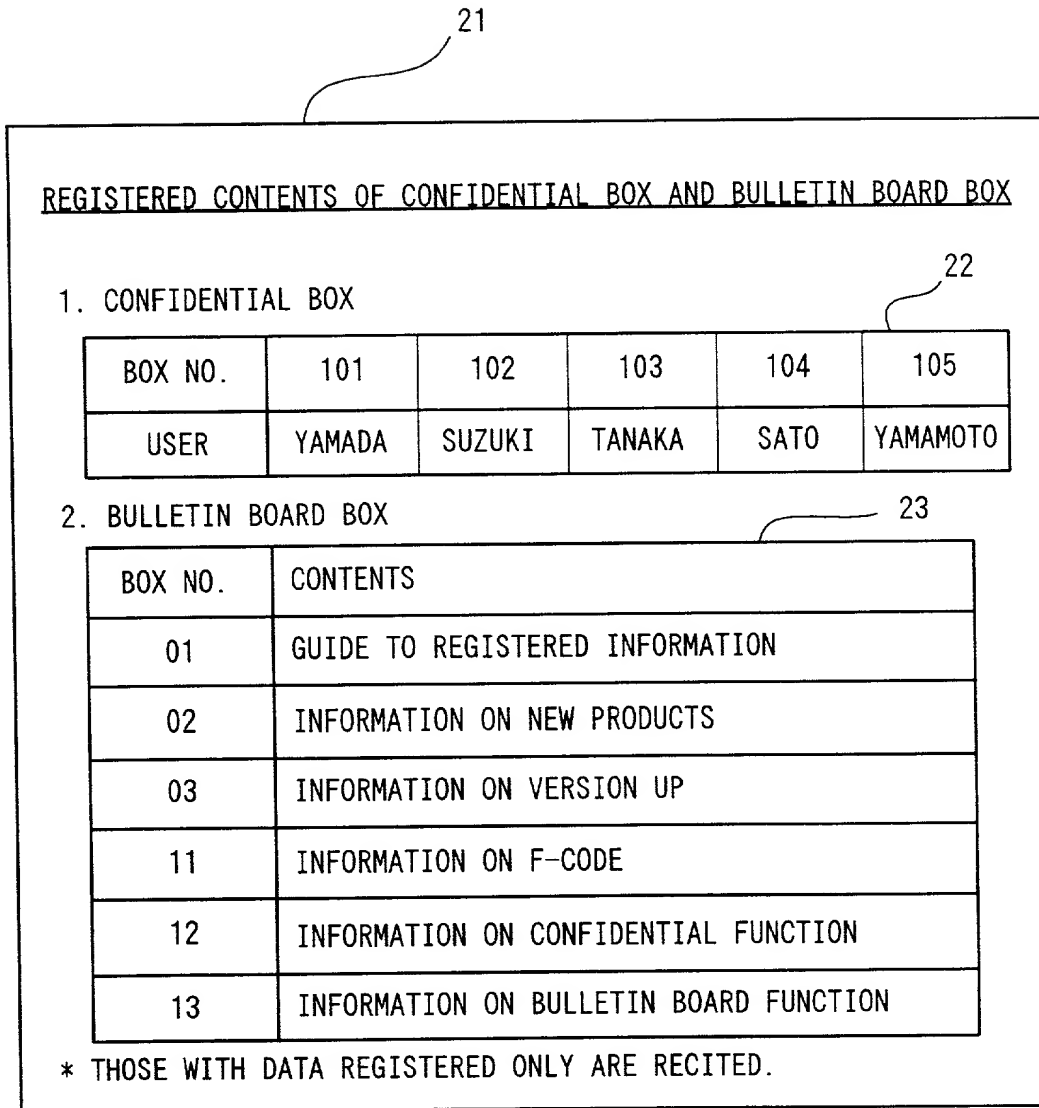 21
REGISTERED CONTENTS OF CONFIDENTIAL BOX AND BULLETIN BOARD BOX
22
1. CONFIDENTIAL BOX
BOX NO. 101 102 103 104 105
USER YAMADA SUZUKI TANAKA SATO YAMAMOTO
2. BULLETIN BOARD BOX
23
BOX NO. CONTENTS
01 GUIDE TO REGISTERED INFORMATION
02 INFORMATION ON NEW PRODUCTS
03 INFORMATION ON VERSION UP
11 INFORMATION ON F-CODE
12 INFORMATION ON CONFIDENTIAL FUNCTION
13 INFORMATION ON BULLETIN BOARD FUNCTION
* THOSE WITH DATA REGISTERED ONLY ARE RECITED.